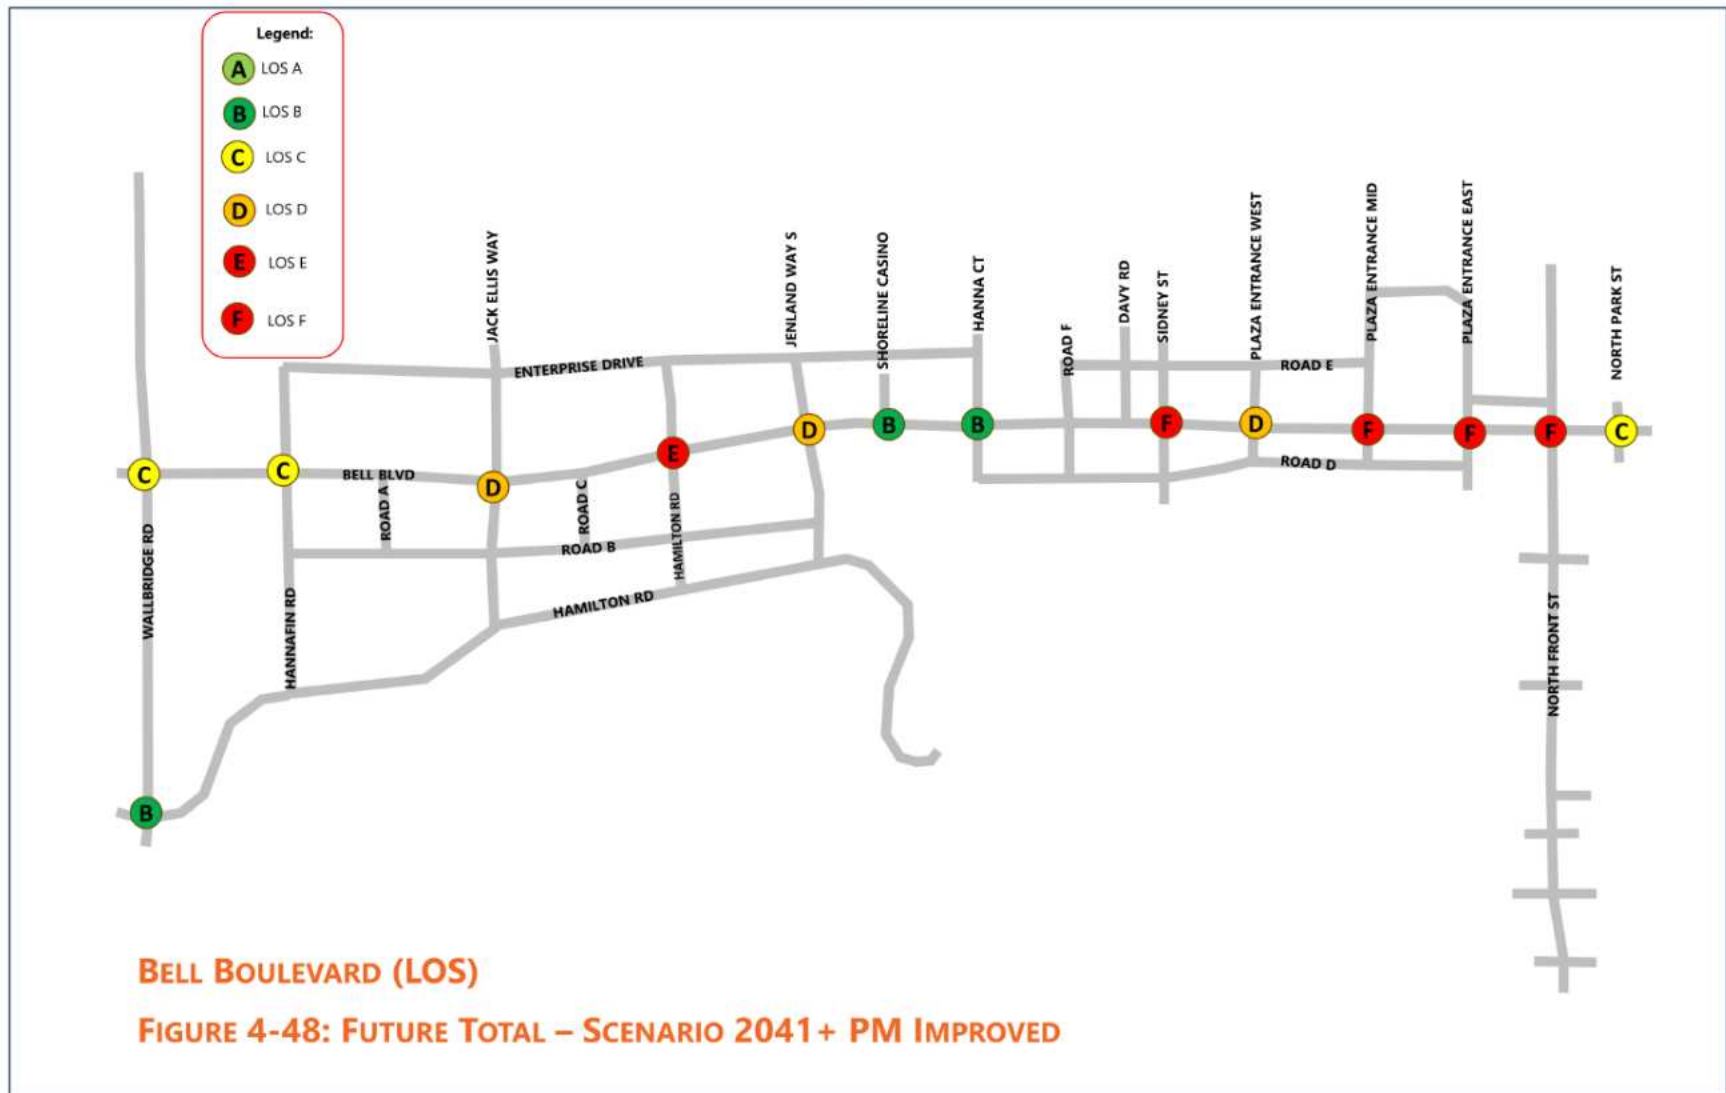 Legend:
A LOS A
B LOS B
C LOS C
D LOS D
E LOS E
F LOS F
JACK ELLIS WAY
JENLAND WAY S
SHORELINE CASINO
HANNA CT
ROAD F
DAVY RD
SIDNEY ST
PLAZA ENTRANCE WEST
PLAZA ENTRANCE MID
PLAZA ENTRANCE EAST
NORTH PARK ST
ENTERPRISE DRIVE
ROAD E
C
C
BELL BLVD
D
E
D
B
B
F
D
F
F
F
C
ROAD D
ROAD A
ROAD C
HAMILTON RD
ROAD B
WALLBRIDGE RD
HANNAFIN RD
HAMILTON RD
NORTH FRONT ST
B
BELL BOULEVARD (LOS)
FIGURE 4-48: FUTURE TOTAL – SCENARIO 2041+ PM IMPROVED